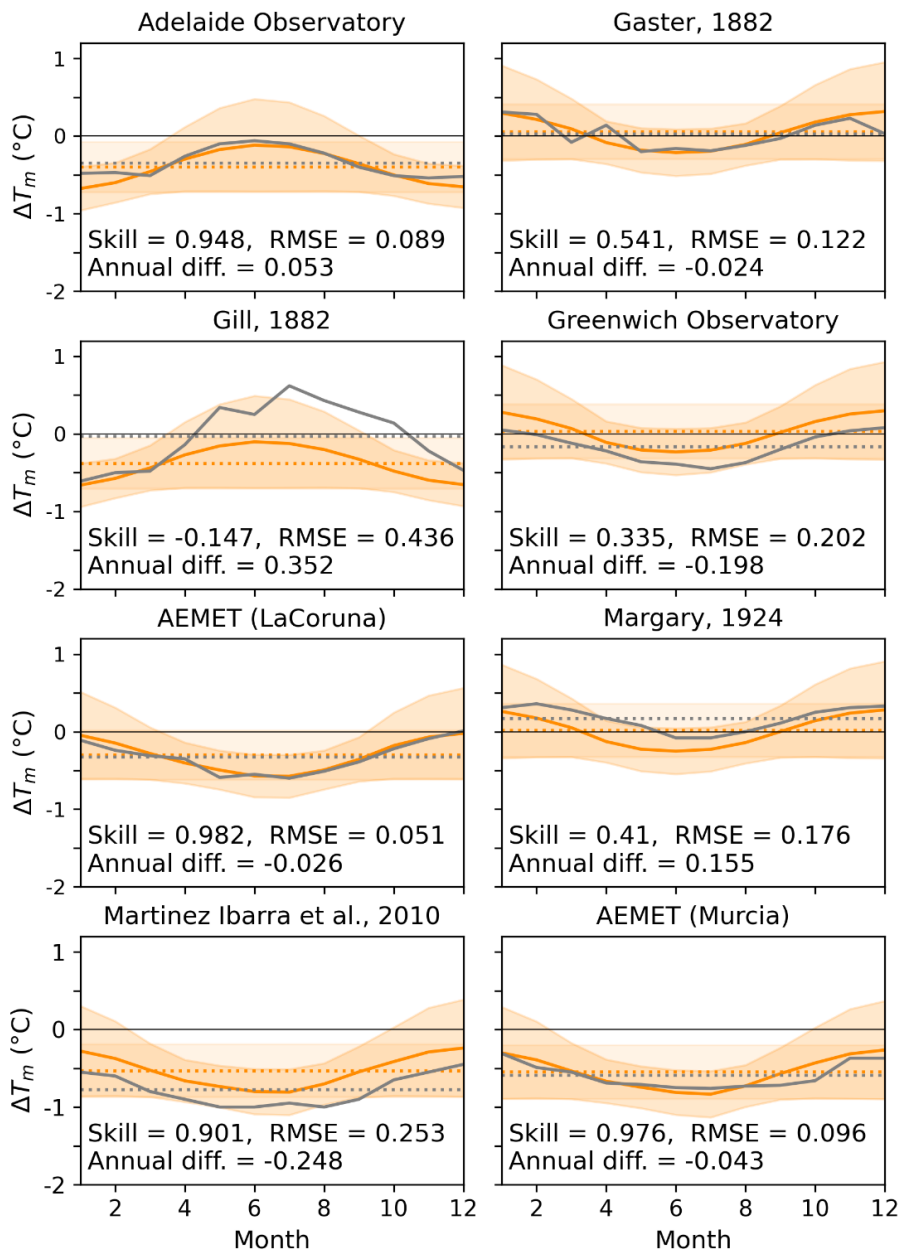 Adelaide Observatory
Gaster, 1882
1
0
-1
-2
ΔTm (°C)
Skill = 0.948, RMSE = 0.089
Annual diff. = 0.053
Skill = 0.541, RMSE = 0.122
Annual diff. = -0.024
Gill, 1882
Greenwich Observatory
1
0
-1
-2
ΔTm (°C)
Skill = -0.147, RMSE = 0.436
Annual diff. = 0.352
Skill = 0.335, RMSE = 0.202
Annual diff. = -0.198
AEMET (LaCoruna)
Margary, 1924
1
0
-1
-2
ΔTm (°C)
Skill = 0.982, RMSE = 0.051
Annual diff. = -0.026
Skill = 0.41, RMSE = 0.176
Annual diff. = 0.155
Martinez Ibarra et al., 2010
AEMET (Murcia)
1
0
-1
-2
ΔTm (°C)
Skill = 0.901, RMSE = 0.253
Annual diff. = -0.248
Skill = 0.976, RMSE = 0.096
Annual diff. = -0.043
2 4 6 8 10 12
2 4 6 8 10 12
Month
Month